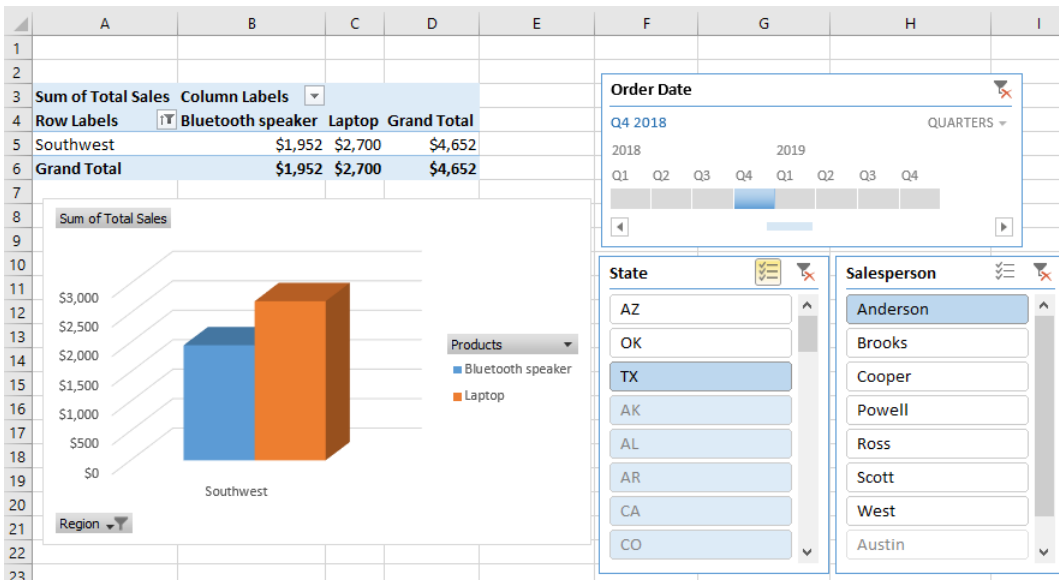 A B C D E F G H I
1
2
3 Sum of Total Sales Column Labels
4 Row Labels Bluetooth speaker Laptop Grand Total
5 Southwest $1,952 $2,700 $4,652
6 Grand Total $1,952 $2,700 $4,652
7
8
9
10
11
12
13
14
15
16
17
18
19
20
21
22
23
Sum of Total Sales
$3,000
$2,500
$2,000
$1,500
$1,000
$500
$0
Southwest
Products
Bluetooth speaker
Laptop
Region
Order Date
Q4 2018 QUARTERS
2018 2019
Q1 Q2 Q3 Q4 Q1 Q2 Q3 Q4
State
AZ
OK
TX
AK
AL
AR
CA
CO
Salesperson
Anderson
Brooks
Cooper
Powell
Ross
Scott
West
Austin